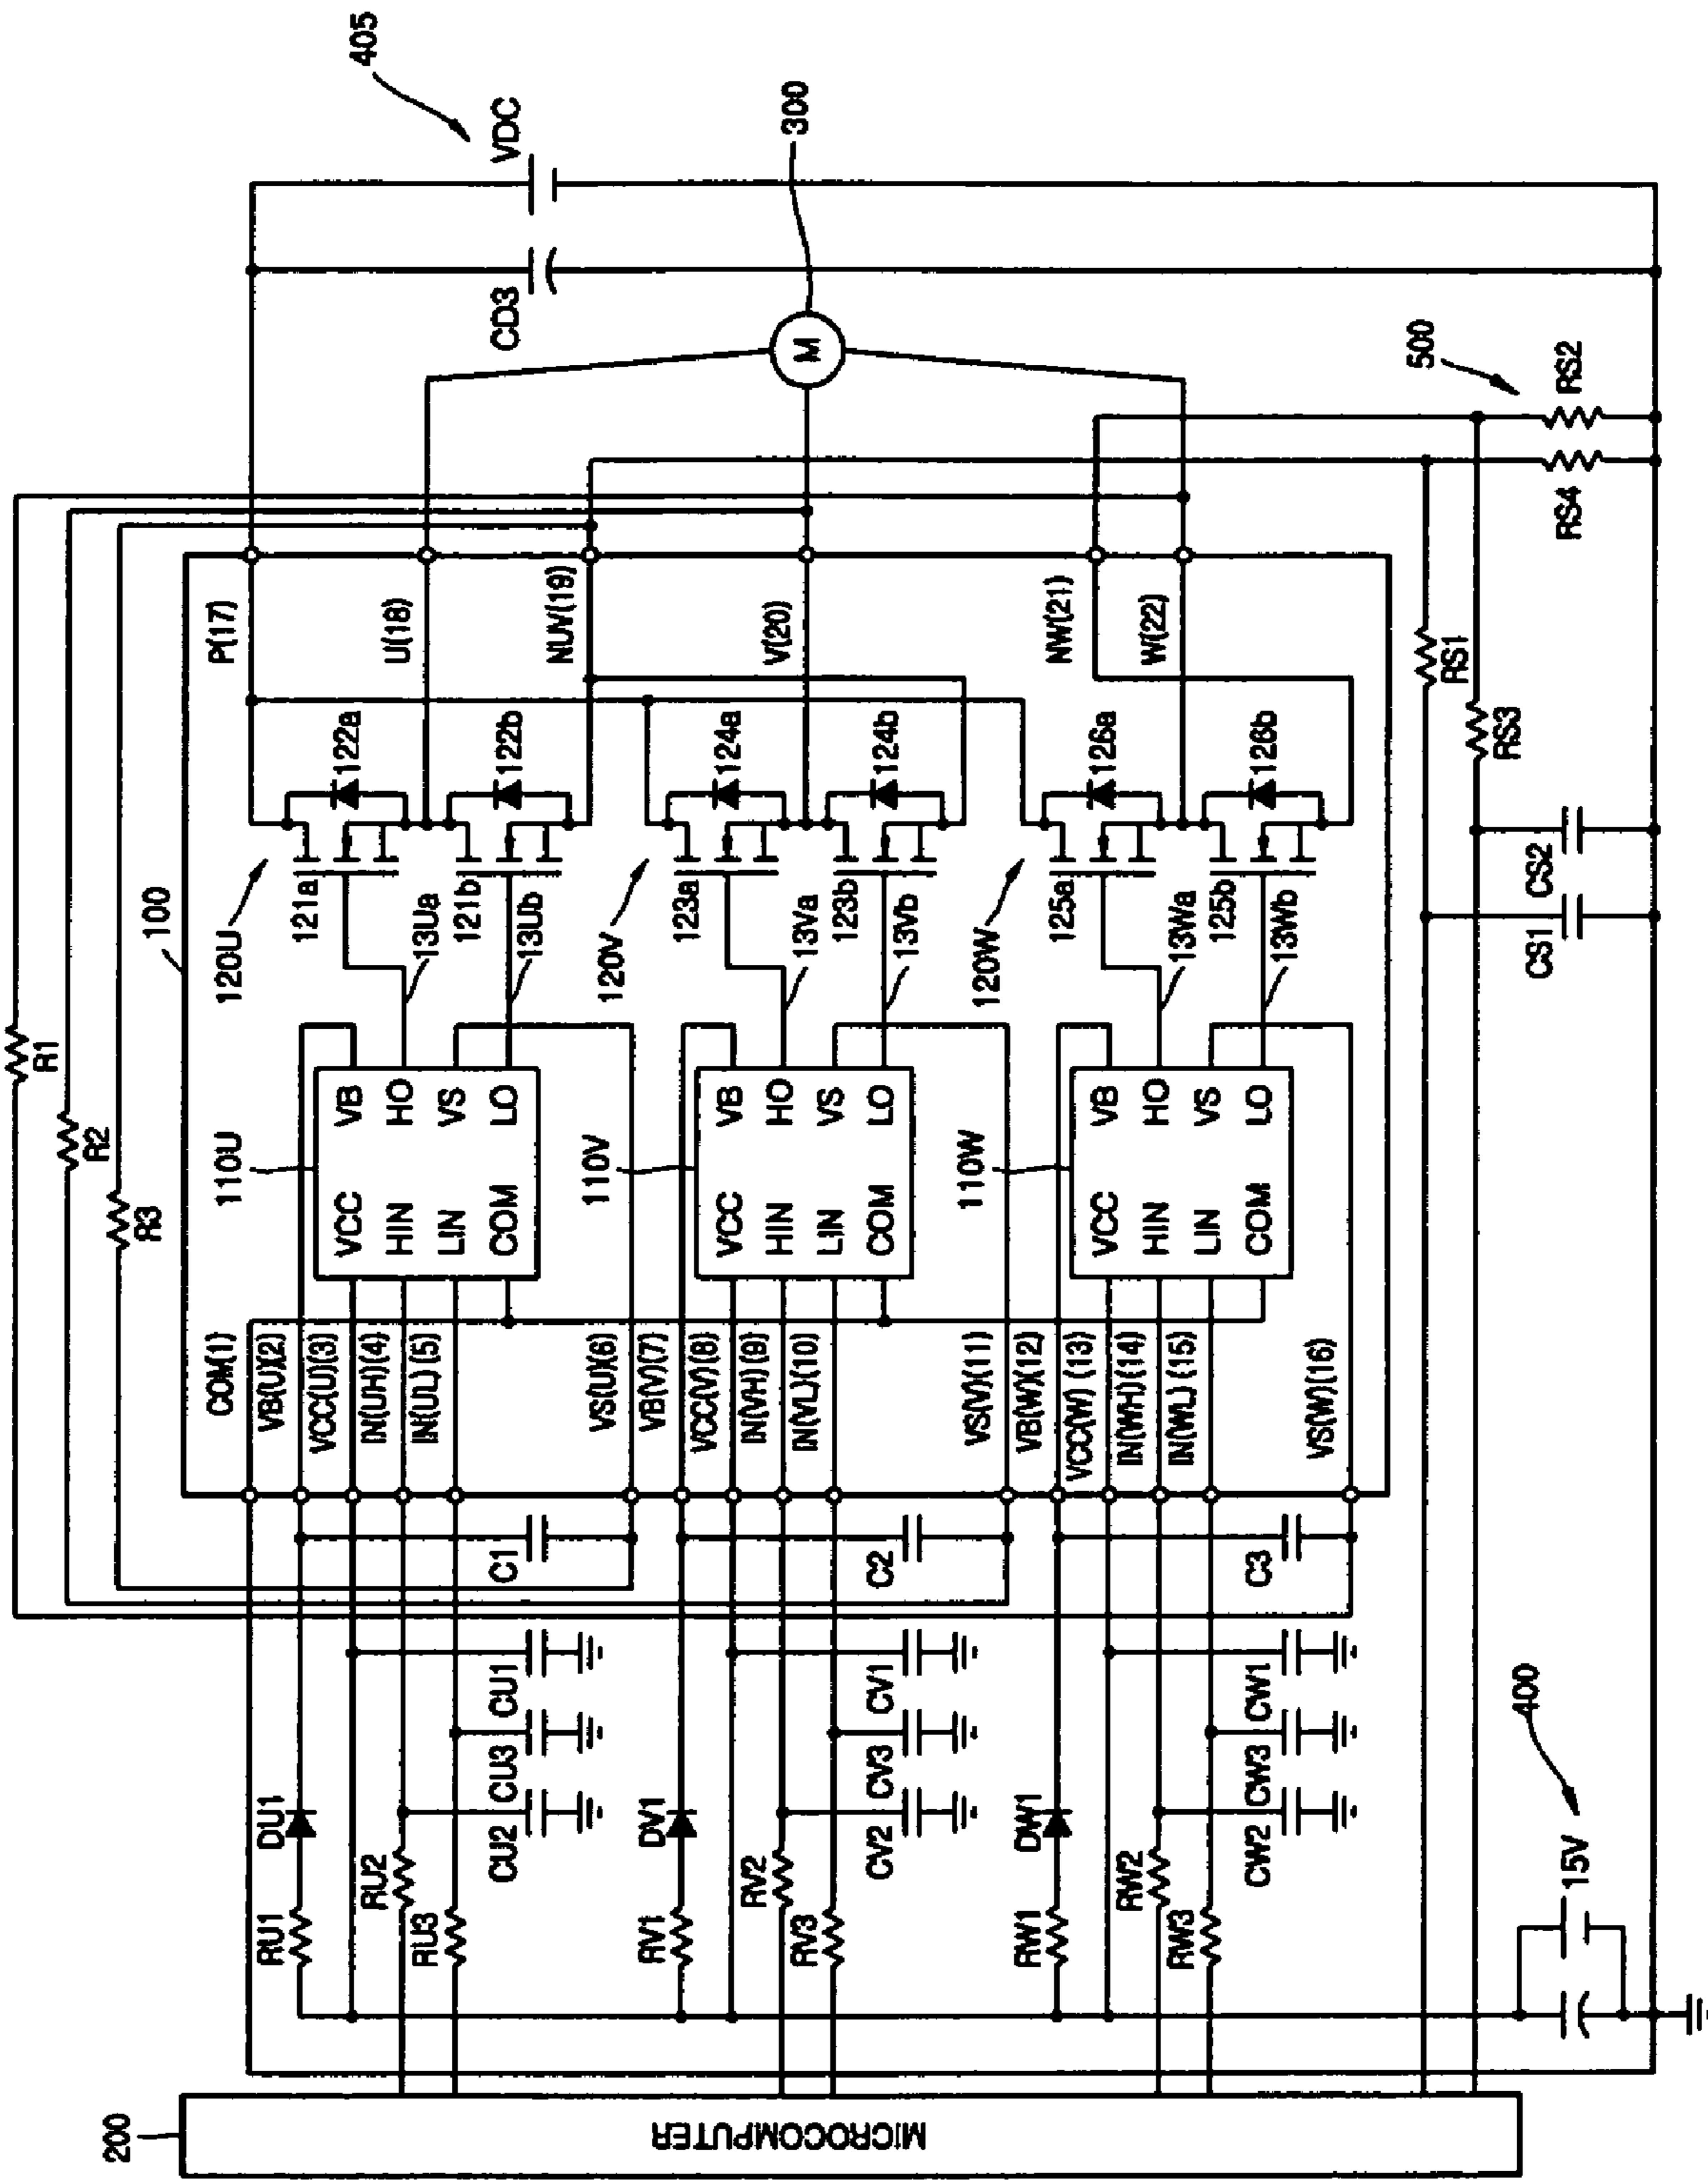 200
MICROCOMPUTER
RU1
DU1
RU2
RU3
CU2
CU3
CU1
RV1
DV1
RV2
RV3
CV2
CV3
CV1
RW1
DW1
RW2
RW3
CW2
CW3
CW1
400
15V
C1
C2
C3
R1
R2
R3
100
COM(1)
VB(U)(2)
VCC(U)(3)
IN(UH)(4)
IN(UL)(5)
VS(U)(6)
VB(V)(7)
VCC(V)(8)
IN(VH)(9)
IN(VL)(10)
VS(V)(11)
VB(W)(12)
VCC(W)(13)
IN(WH)(14)
IN(WL)(15)
VS(W)(16)
110U
VCC VB
HIN HO
LIN VS
COM LO
110V
VCC VB
HIN HO
LIN VS
COM LO
110W
VCC VB
HIN HO
LIN VS
COM LO
13Ua
13Ub
13Va
13Vb
13Wa
13Wb
120U
121a
122a
121b
122b
120V
123a
124a
123b
124b
120W
125a
126a
125b
126b
P(17)
U(18)
NUV(19)
V(20)
NW(21)
W(22)
CS1
CS2
RS1
RS3
RS4
RS2
500
M
300
CD3
VDC
405